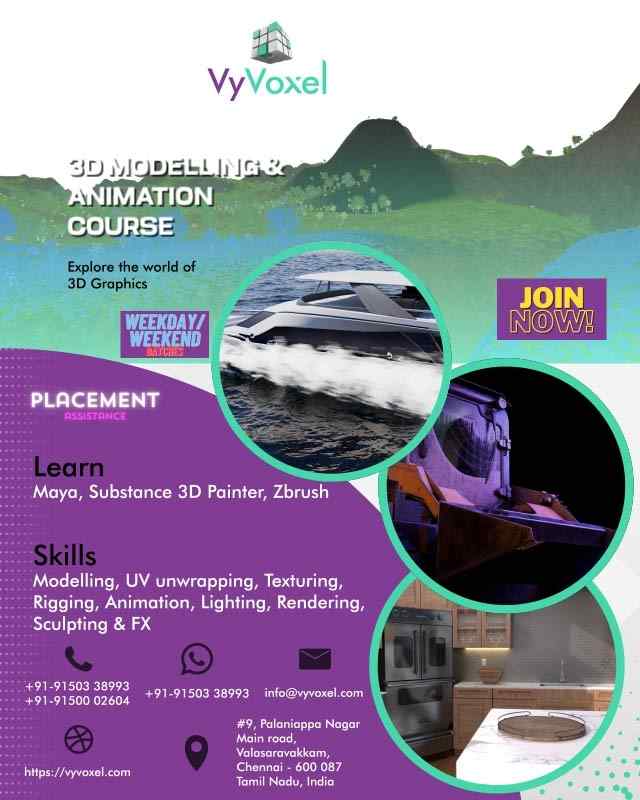 VyVoxel
3D MODELLING &
ANIMATION
COURSE
Explore the world of
3D Graphics
JOIN
NOW!
WEEKDAY/
WEEKEND
BATCHES
PLACEMENT
ASSISTANCE
Learn
Maya, Substance 3D Painter, Zbrush
Skills
Modelling, UV unwrapping, Texturing,
Rigging, Animation, Lighting, Rendering,
Sculpting & FX
+91-91503 38993
+91-91500 02604
+91-91503 38993
info@vyvoxel.com
https://vyvoxel.com
#9, Palaniappa Nagar
Main road,
Valasaravakkam,
Chennai - 600 087
Tamil Nadu, India